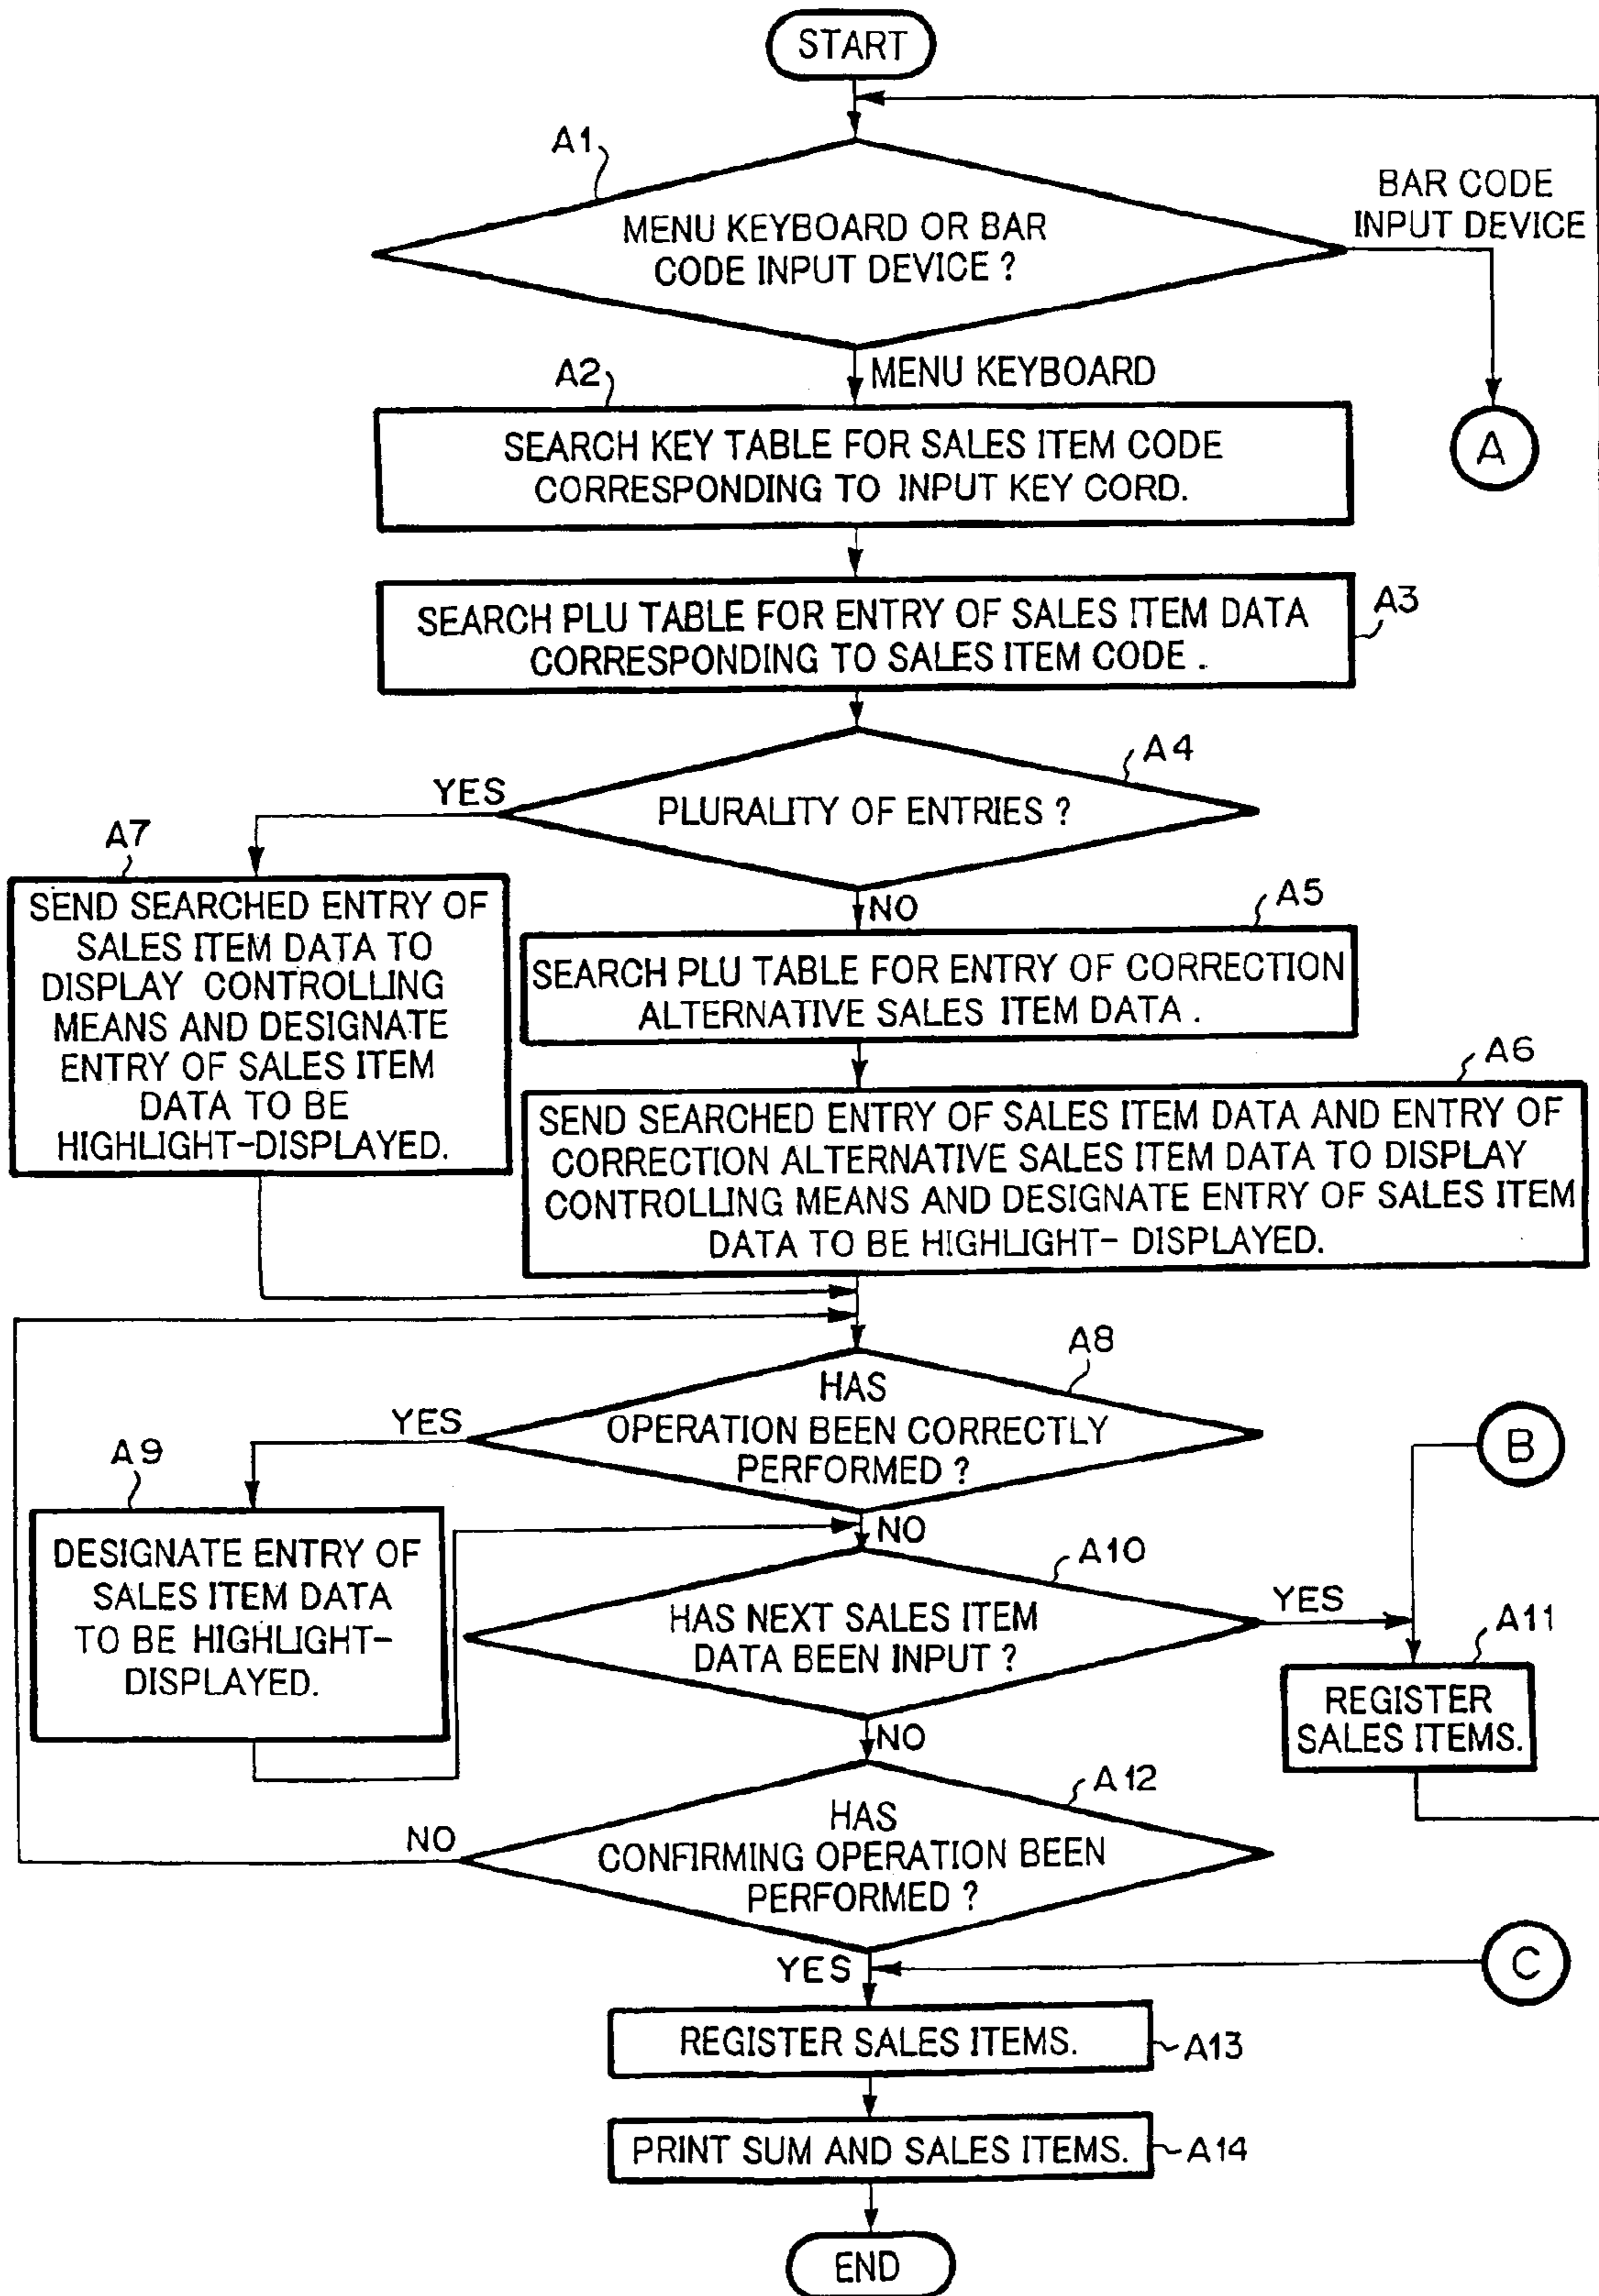 START
A1
MENU KEYBOARD OR BAR
CODE INPUT DEVICE ?
BAR CODE
INPUT DEVICE
A
MENU KEYBOARD
A2
SEARCH KEY TABLE FOR SALES ITEM CODE
CORRESPONDING TO INPUT KEY CORD.
A3
SEARCH PLU TABLE FOR ENTRY OF SALES ITEM DATA
CORRESPONDING TO SALES ITEM CODE .
A4
PLURALITY OF ENTRIES ?
YES
NO
A7
SEND SEARCHED ENTRY OF
SALES ITEM DATA TO
DISPLAY CONTROLLING
MEANS AND DESIGNATE
ENTRY OF SALES ITEM
DATA TO BE
HIGHLIGHT-DISPLAYED.
A5
SEARCH PLU TABLE FOR ENTRY OF CORRECTION
ALTERNATIVE SALES ITEM DATA .
A6
SEND SEARCHED ENTRY OF SALES ITEM DATA AND ENTRY OF
CORRECTION ALTERNATIVE SALES ITEM DATA TO DISPLAY
CONTROLLING MEANS AND DESIGNATE ENTRY OF SALES ITEM
DATA TO BE HIGHLIGHT- DISPLAYED.
A8
HAS
OPERATION BEEN CORRECTLY
PERFORMED ?
YES
NO
A9
DESIGNATE ENTRY OF
SALES ITEM DATA
TO BE HIGHLIGHT-
DISPLAYED.
B
A10
HAS NEXT SALES ITEM
DATA BEEN INPUT ?
YES
NO
A11
REGISTER
SALES ITEMS.
A12
HAS
CONFIRMING OPERATION BEEN
PERFORMED ?
NO
YES
C
REGISTER SALES ITEMS.
A13
PRINT SUM AND SALES ITEMS.
A14
END